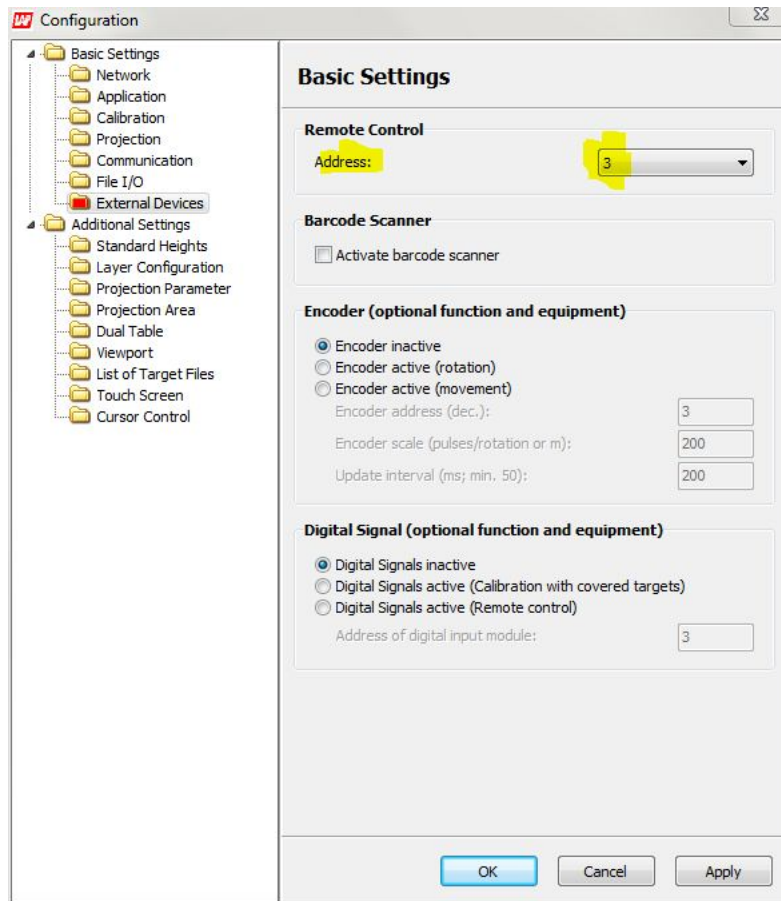 LAP Configuration
Basic Settings
Network
Application
Calibration
Projection
Communication
File I/O
External Devices
Additional Settings
Standard Heights
Layer Configuration
Projection Parameter
Projection Area
Dual Table
Viewport
List of Target Files
Touch Screen
Cursor Control
Basic Settings
Remote Control
Address: 3
Barcode Scanner
Activate barcode scanner
Encoder (optional function and equipment)
Encoder inactive
Encoder active (rotation)
Encoder active (movement)
Encoder address (dec.): 3
Encoder scale (pulses/rotation or m): 200
Update interval (ms; min. 50): 200
Digital Signal (optional function and equipment)
Digital Signals inactive
Digital Signals active (Calibration with covered targets)
Digital Signals active (Remote control)
Address of digital input module: 3
OK Cancel Apply